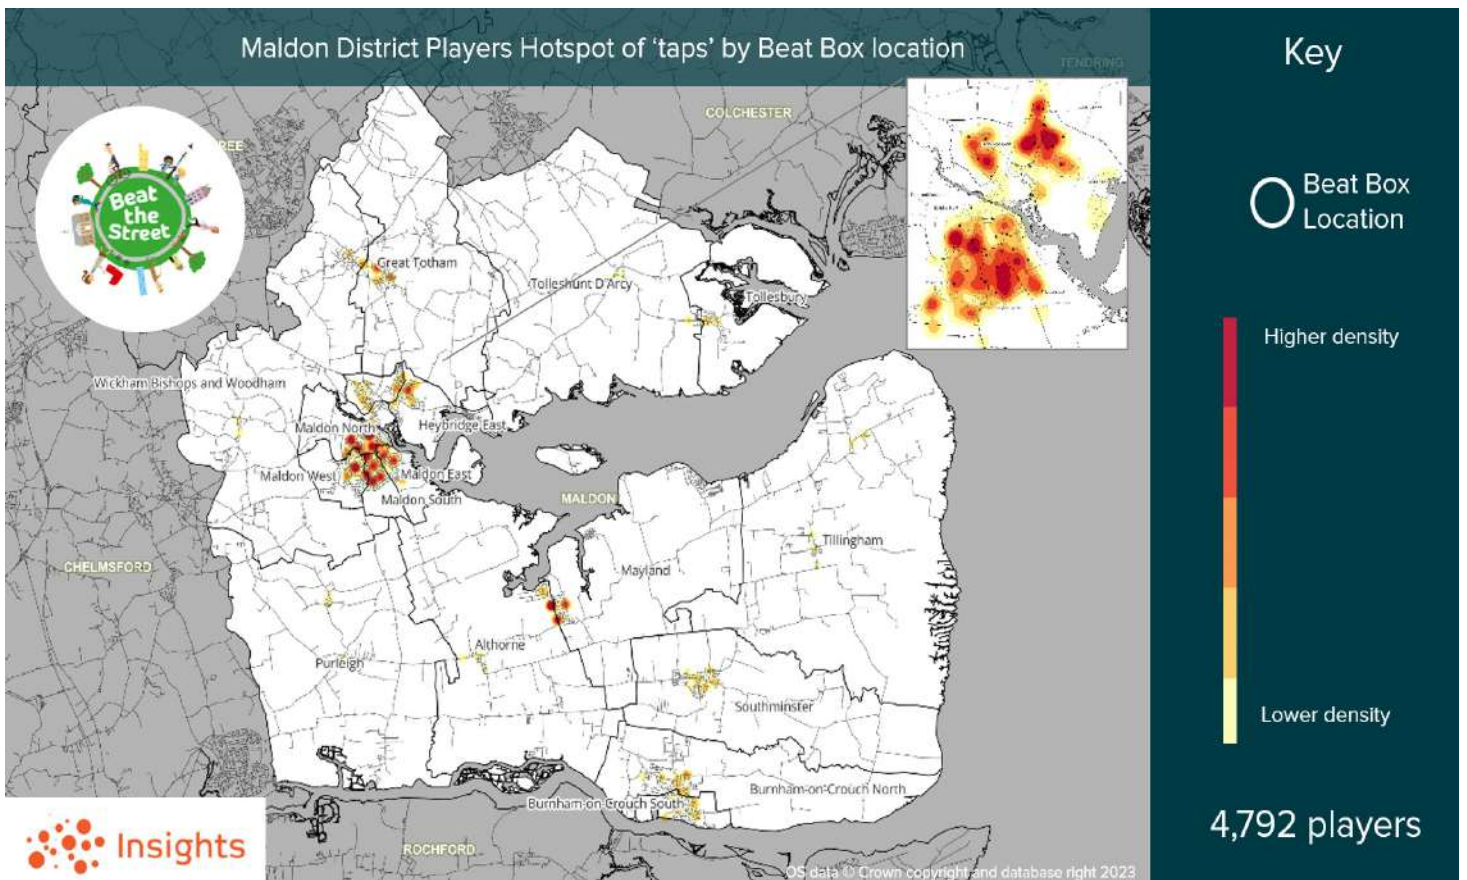 Maldon District Players Hotspot of ‘taps’ by Beat Box location
Key
TENDRING
COLCHESTER
REE
Beat
the
Street
Beat Box
Location
Great Totham
Tolleshunt D'Arcy
Tollesbury
Higher density
Wickham Bishops and Woodham
Maldon North
Heybridge East
Maldon West
Maldon East
Maldon South
MALDON
CHELMSFORD
Tillingham
Mayland
Althorne
Purleigh
Southminster
Lower density
Burnham-on-Crouch North
Burnham-on-Crouch South
4,792 players
Insights
ROCHFORD
OS data © Crown copyright and database right 2023